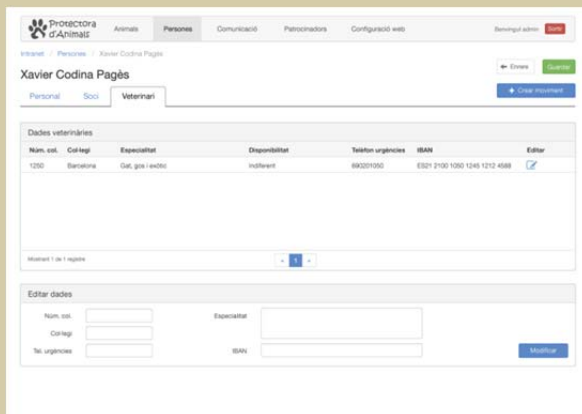 Protectora d'Animals
Animals Persones Comunicació Patrocinadors Configuració web Benvingut admin Sortir
Intranet / Persones / Xavier Codina Pagès
Xavier Codina Pagès
← Enrere Guardar
Personal Soci Veterinari
Crear moviment
Dades veterinàries
Núm. col. Col·legi Especialitat Disponibilitat Telèfon urgències IBAN Editar
1250 Barcelona Gat, gos i exòtic Indiferent 990201050 ES21 2100 1050 1245 1212 4588
Mostrant 1 de 1 registre
« 1 »
Editar dades
Núm. col. Especialitat
Col·legi
Tel. urgències IBAN
Modificar